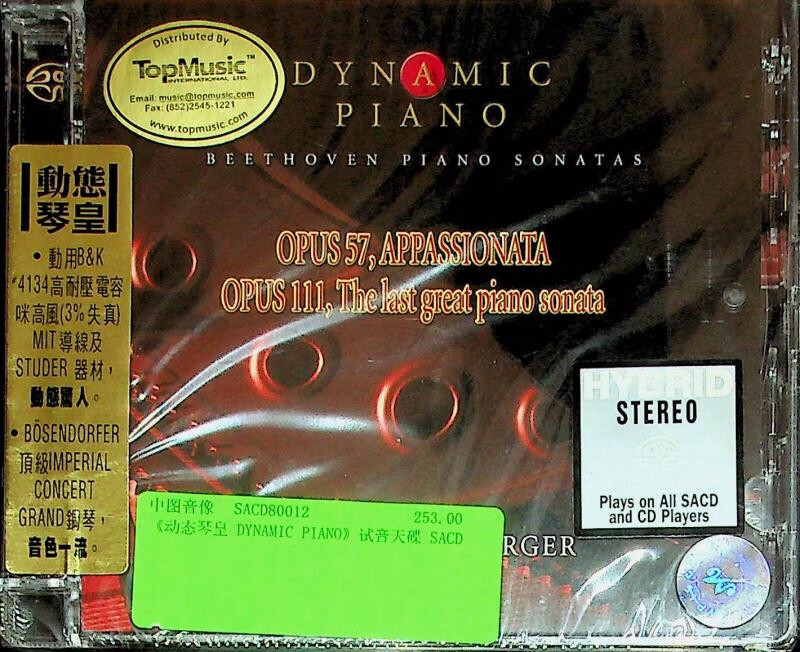 Distributed By
TopMusic™
INTERNATIONAL LTD.
Email: music@topmusic.com
Fax: (852)2545-1221
www.topmusic.com
DYNAMIC
PIANO
BEETHOVEN PIANO SONATAS
OPUS 57, APPASSIONATA
OPUS 111, The last great piano sonata
動態
琴皇
• 動用B&K
#4134高耐壓電容
咪高風(3%失真)
MIT導線及
STUDER 器材，
動態驚人。
• BÖSENDORFER
頂級IMPERIAL
CONCERT
GRAND鋼琴，
音色一流。
HYBRID
STEREO
Plays on All SACD
and CD Players
中图音像 SACD80012 253.00
《动态琴皇 DYNAMIC PIANO》试音天碟 SACD
RGER